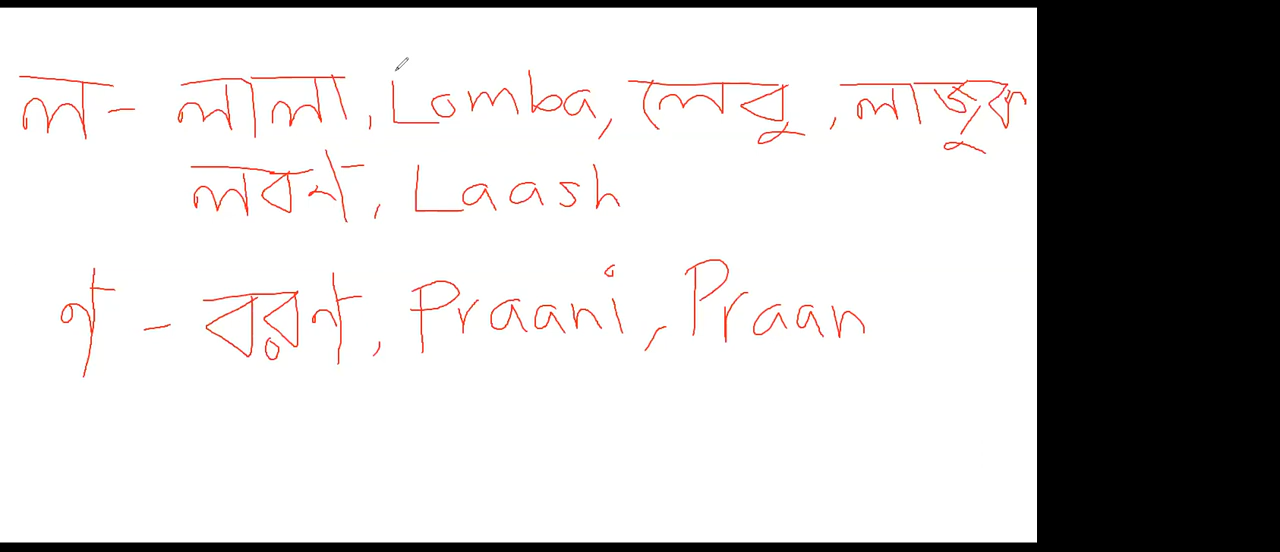 ল - লালা, Lomba, লেবু, লাজুক
লবণ, Laash
ণ - বরণ, Praani, Praan